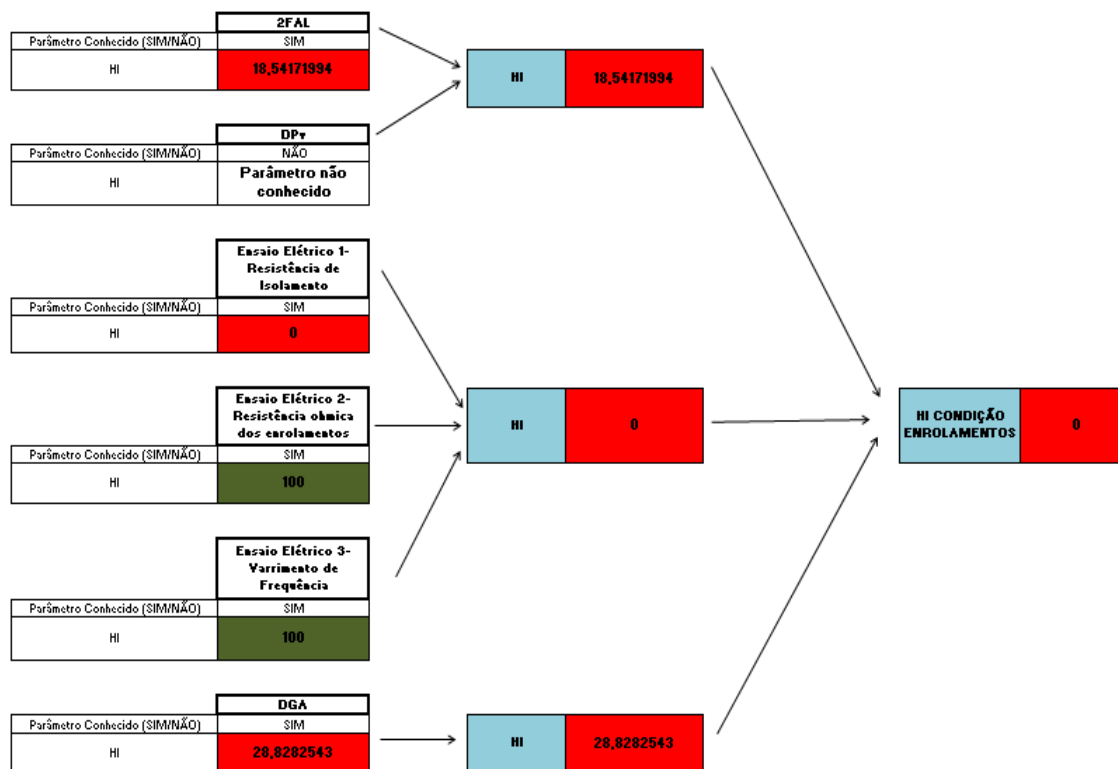 2FAL
Parâmetro Conhecido (SIM/NÃO) SIM
HI 18,54171994
HI 18,54171994
DPv
Parâmetro Conhecido (SIM/NÃO) NÃO
HI Parâmetro não
conhecido
Ensaio Elétrico 1-
Resistência de
Isolamento
Parâmetro Conhecido (SIM/NÃO) SIM
HI 0
Ensaio Elétrico 2-
Resistência ohmica
dos enrolamentos
Parâmetro Conhecido (SIM/NÃO) SIM
HI 100
HI 0
HI CONDIÇÃO
ENROLAMENTOS 0
Ensaio Elétrico 3-
Varrimento de
Frequência
Parâmetro Conhecido (SIM/NÃO) SIM
HI 100
DGA
Parâmetro Conhecido (SIM/NÃO) SIM
HI 28,8282543
HI 28,8282543